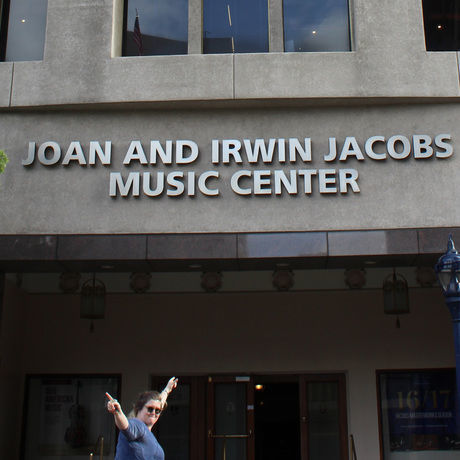 JOAN AND IRWIN JACOBS
MUSIC CENTER
16/17